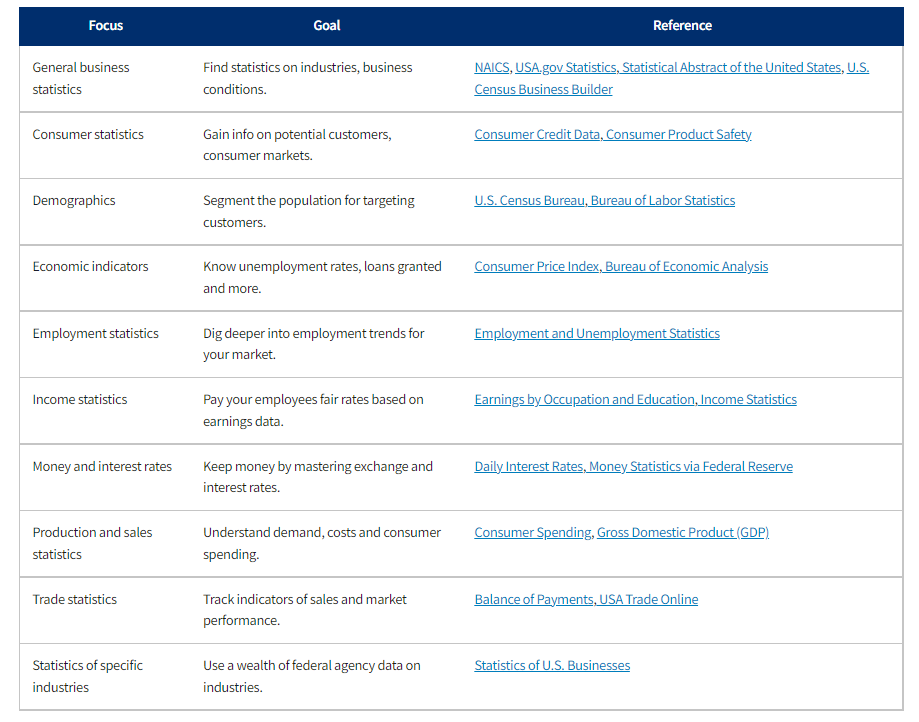 Focus Goal Reference
General business statistics Find statistics on industries, business conditions. NAICS, USA.gov Statistics, Statistical Abstract of the United States, U.S. Census Business Builder
Consumer statistics Gain info on potential customers, consumer markets. Consumer Credit Data, Consumer Product Safety
Demographics Segment the population for targeting customers. U.S. Census Bureau, Bureau of Labor Statistics
Economic indicators Know unemployment rates, loans granted and more. Consumer Price Index, Bureau of Economic Analysis
Employment statistics Dig deeper into employment trends for your market. Employment and Unemployment Statistics
Income statistics Pay your employees fair rates based on earnings data. Earnings by Occupation and Education, Income Statistics
Money and interest rates Keep money by mastering exchange and interest rates. Daily Interest Rates, Money Statistics via Federal Reserve
Production and sales statistics Understand demand, costs and consumer spending. Consumer Spending, Gross Domestic Product (GDP)
Trade statistics Track indicators of sales and market performance. Balance of Payments, USA Trade Online
Statistics of specific industries Use a wealth of federal agency data on industries. Statistics of U.S. Businesses